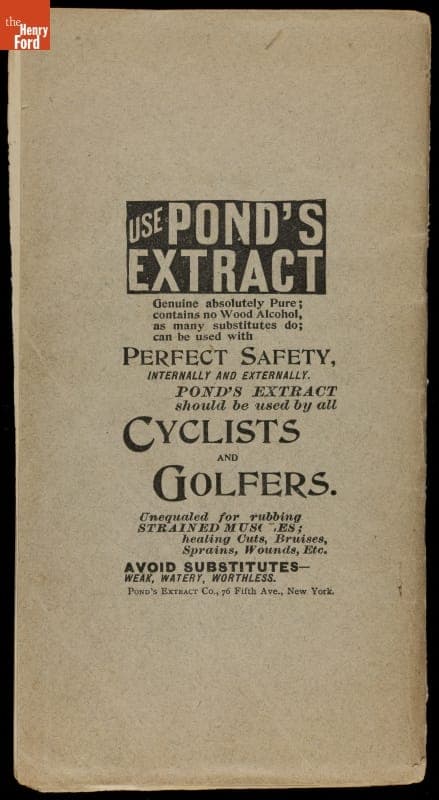 the
Henry
Ford
USE POND'S
EXTRACT
Genuine absolutely Pure;
contains no Wood Alcohol,
as many substitutes do;
can be used with
PERFECT SAFETY,
INTERNALLY AND EXTERNALLY.
POND'S EXTRACT
should be used by all
CYCLISTS
AND
GOLFERS.
Unequaled for rubbing
STRAINED MUSCLES;
healing Cuts, Bruises,
Sprains, Wounds, Etc.
AVOID SUBSTITUTES—
WEAK, WATERY, WORTHLESS.
POND'S EXTRACT CO., 76 Fifth Ave., New York.